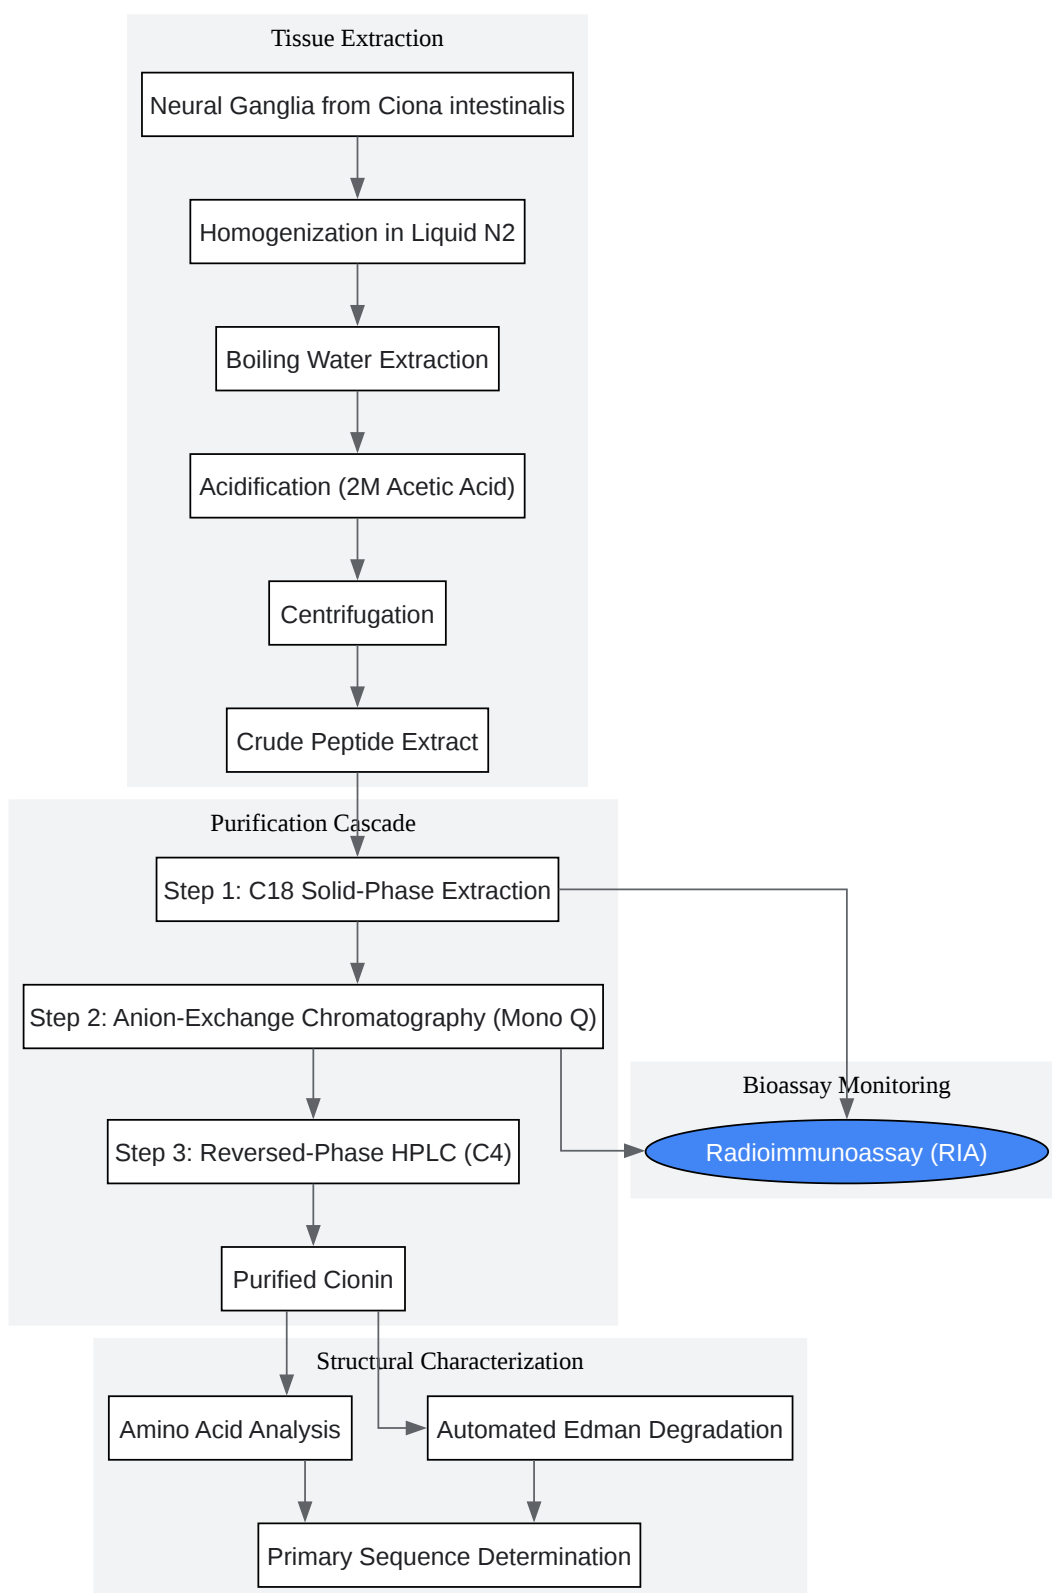 Tissue Extraction
Neural Ganglia from Ciona intestinalis
Homogenization in Liquid N2
Boiling Water Extraction
Acidification (2M Acetic Acid)
Centrifugation
Crude Peptide Extract
Purification Cascade
Step 1: C18 Solid-Phase Extraction
Step 2: Anion-Exchange Chromatography (Mono Q)
Bioassay Monitoring
Step 3: Reversed-Phase HPLC (C4)
Radioimmunoassay (RIA)
Purified Cionin
Structural Characterization
Amino Acid Analysis
Automated Edman Degradation
Primary Sequence Determination